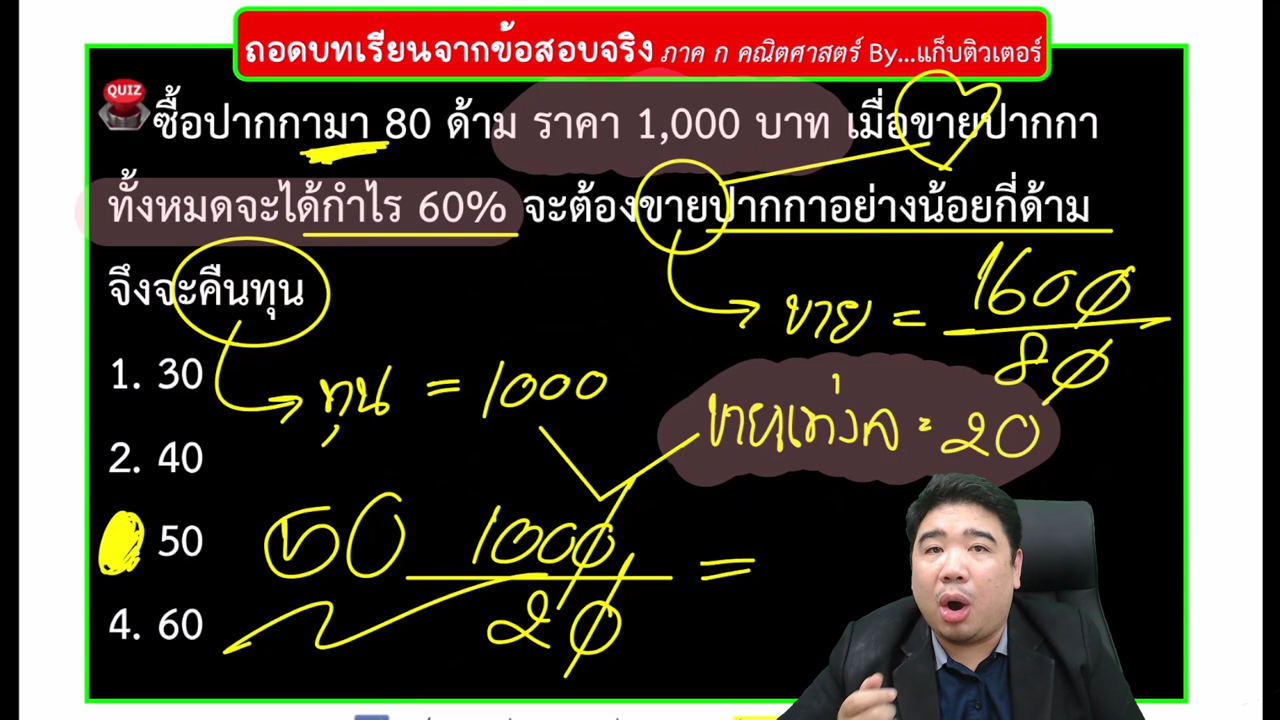 ถอดบทเรียนจากข้อสอบจริง ภาค ก คณิตศาสตร์ By...แก็บติวเตอร์
QUIZ
ซื้อปากกามา 80 ด้าม ราคา 1,000 บาท เมื่อขายปากกา
ทั้งหมดจะได้กำไร 60% จะต้องขายปากกาอย่างน้อยกี่ด้าม
จึงจะคืนทุน
ขาย = 1600
80
1. 30
ทุน = 1000
ขายแท่งล = 20
2. 40
50
50 1000 =
20
4. 60